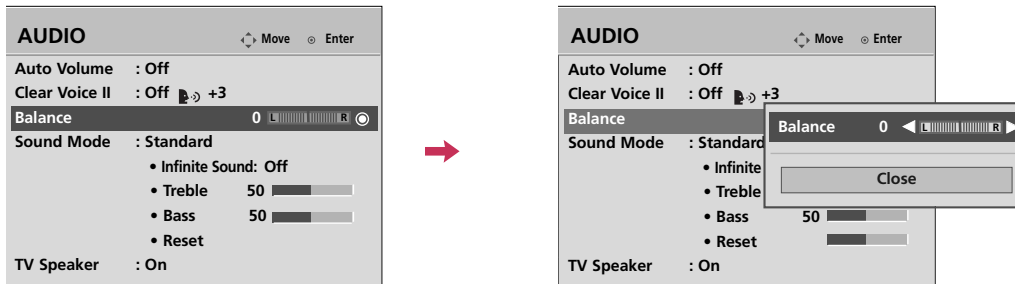 AUDIO
Move Enter
Auto Volume : Off
Clear Voice II : Off +3
Balance 0 L R
Sound Mode : Standard
• Infinite Sound: Off
• Treble 50
• Bass 50
• Reset
TV Speaker : On
AUDIO
Move Enter
Auto Volume : Off
Clear Voice II : Off +3
Balance
Sound Mode : Standard
• Infinite
• Treble
• Bass 50
• Reset
TV Speaker : On
Balance 0 L R
Close